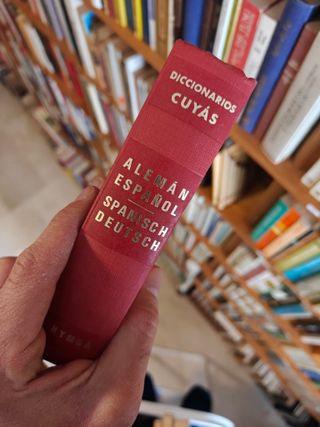 DICCIONARIOS
CUYÁS
ALEMÁN
ESPAÑOL
SPANISCH
DEUTSCH
HYMSA